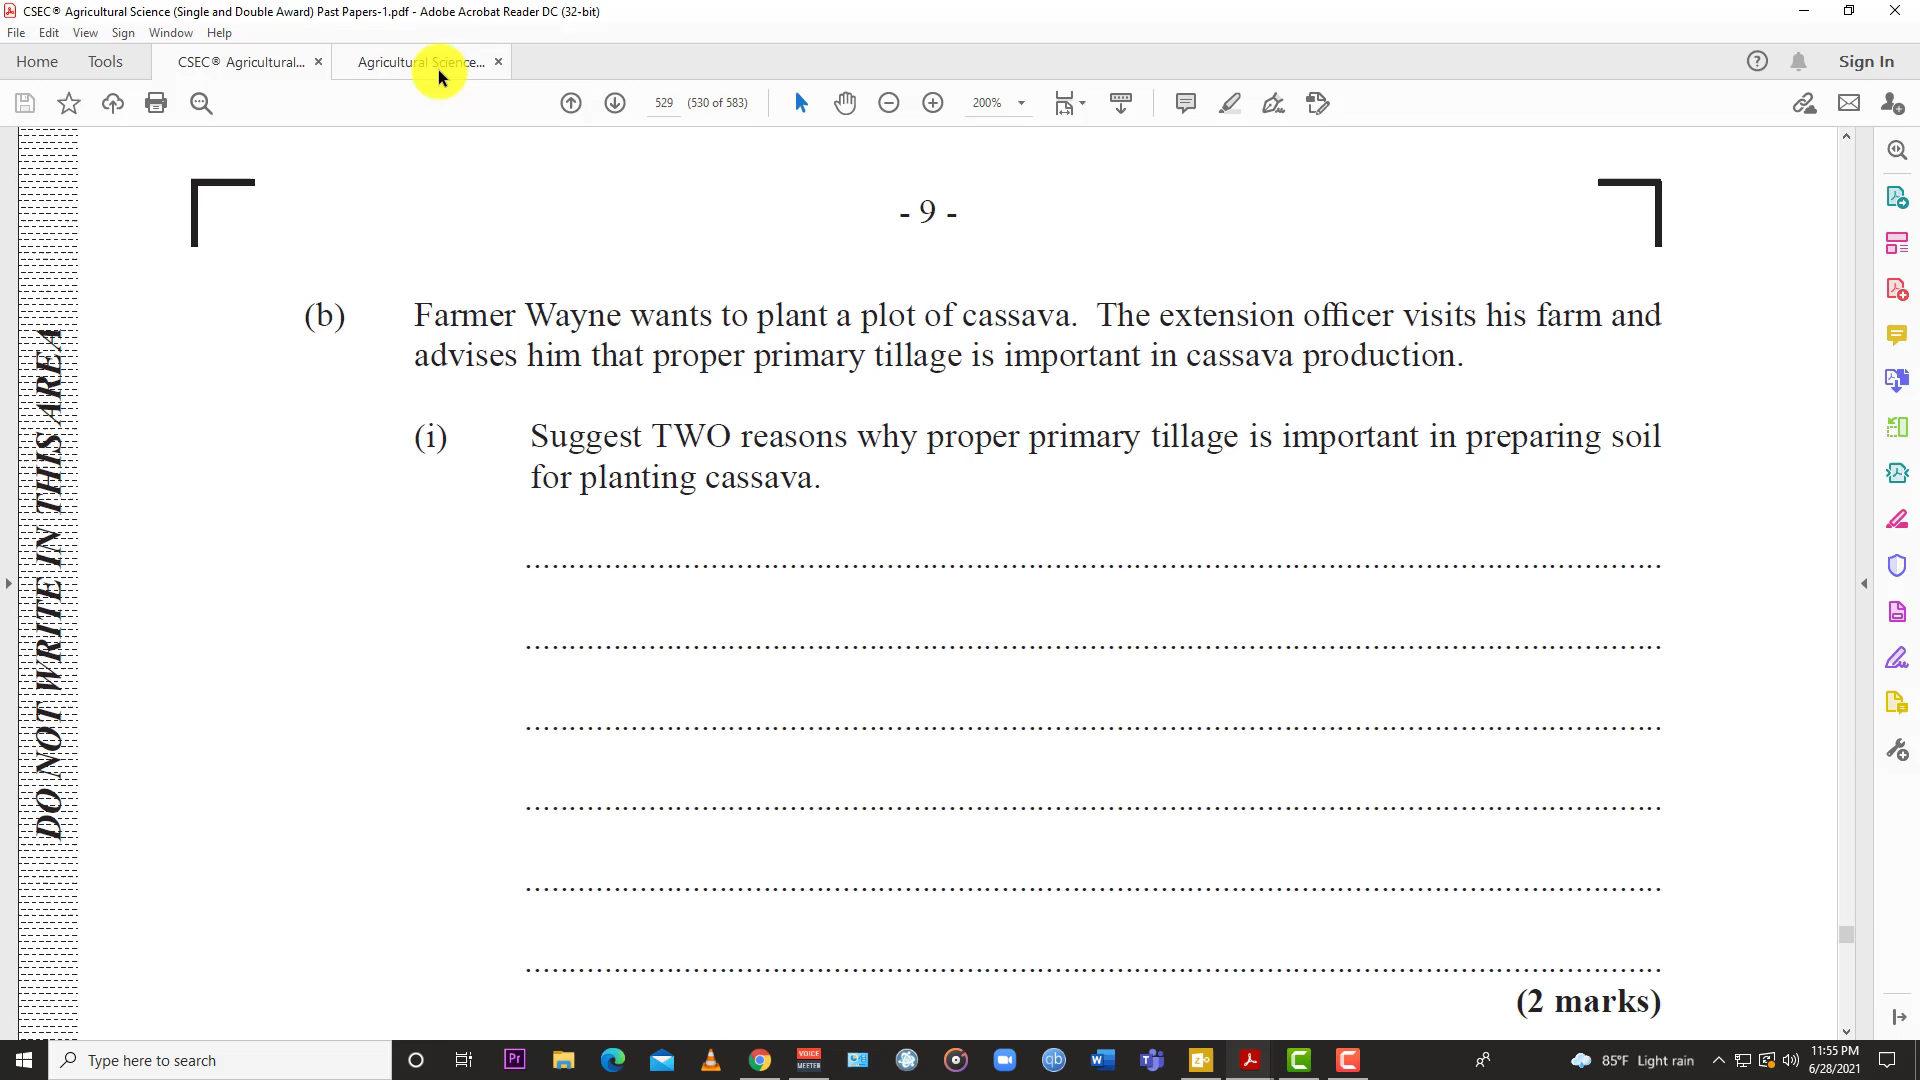 CSEC® Agricultural Science (Single and Double Award) Past Papers-1.pdf - Adobe Acrobat Reader DC (32-bit)
File Edit View Sign Window Help
Home Tools CSEC® Agricultural... × Agricultural Science... × Sign In
529 (530 of 583) 200%
- 9 -
(b) Farmer Wayne wants to plant a plot of cassava. The extension officer visits his farm and
advises him that proper primary tillage is important in cassava production.
(i) Suggest TWO reasons why proper primary tillage is important in preparing soil
for planting cassava.
(2 marks)
DO NOT WRITE IN THIS AREA
Type here to search
Pr
VOICE
MEETER
qb
85°F Light rain
11:55 PM
6/28/2021